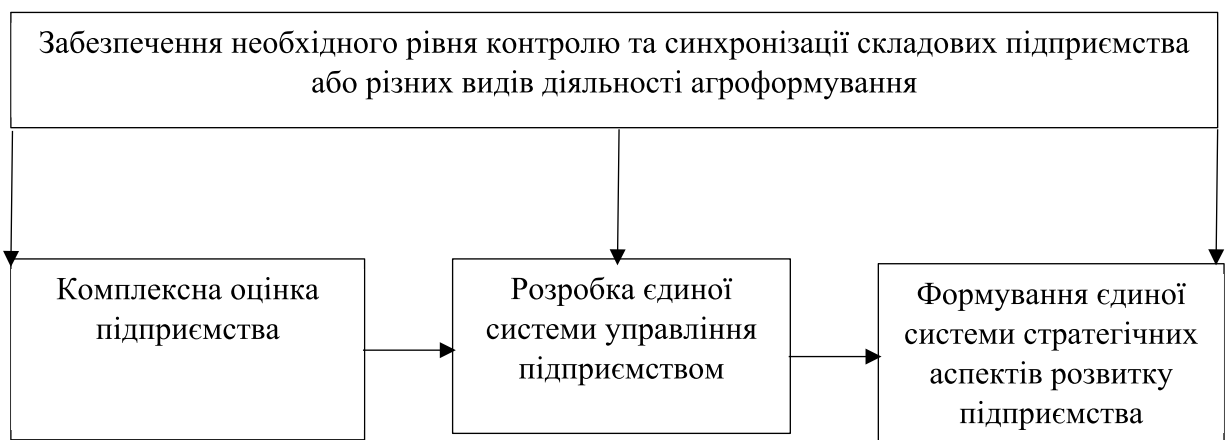 Забезпечення необхідного рівня контролю та синхронізації складових підприємства
або різних видів діяльності агроформування
Комплексна оцінка
підприємства
Розробка єдиної
системи управління
підприємством
Формування єдиної
системи стратегічних
аспектів розвитку
підприємства